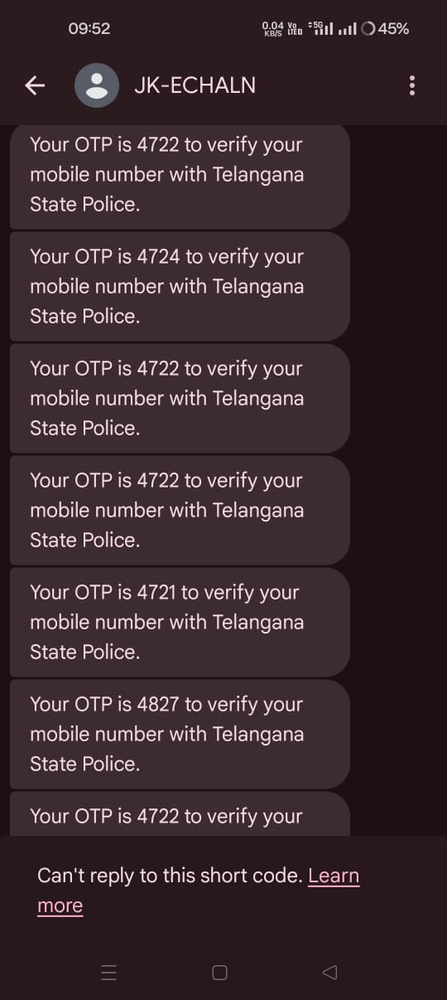 09:52
0.04 KB/S Vo LTE 5G 45%
JK-ECHALN
Your OTP is 4722 to verify your
mobile number with Telangana
State Police.
Your OTP is 4724 to verify your
mobile number with Telangana
State Police.
Your OTP is 4722 to verify your
mobile number with Telangana
State Police.
Your OTP is 4722 to verify your
mobile number with Telangana
State Police.
Your OTP is 4721 to verify your
mobile number with Telangana
State Police.
Your OTP is 4827 to verify your
mobile number with Telangana
State Police.
Your OTP is 4722 to verify your
Can't reply to this short code. Learn
more